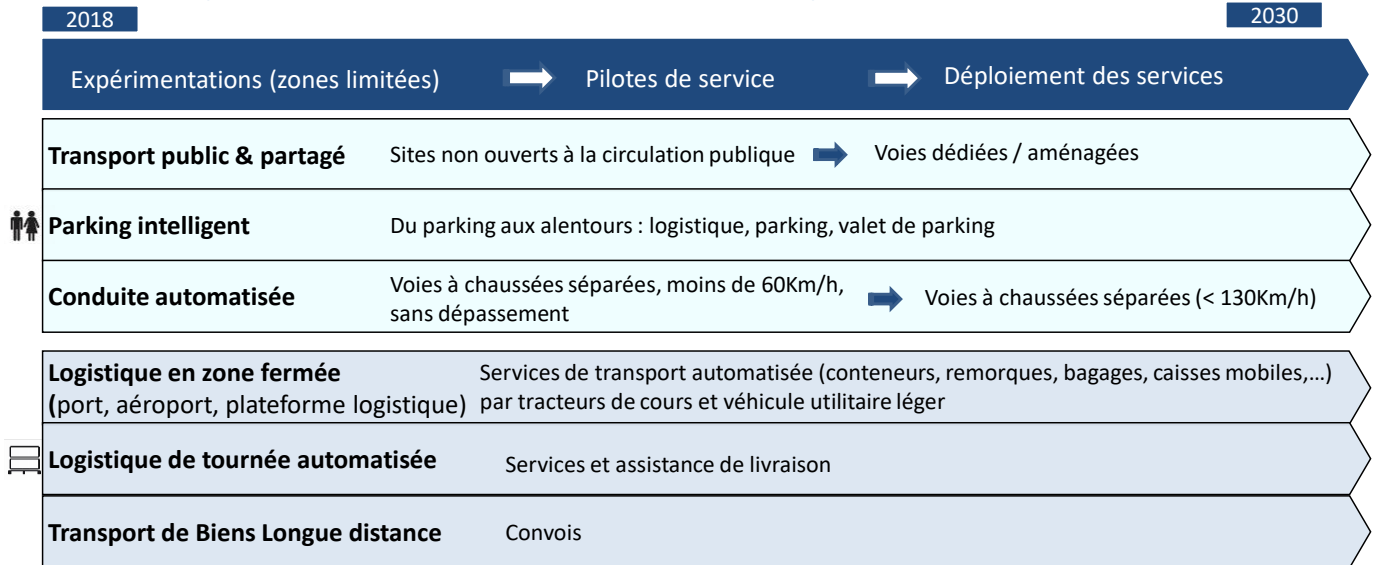 2018
2030
Expérimentations (zones limitées)
Pilotes de service
Déploiement des services
Transport public & partagé
Sites non ouverts à la circulation publique
Voies dédiées / aménagées
Parking intelligent
Du parking aux alentours : logistique, parking, valet de parking
Conduite automatisée
Voies à chaussées séparées, moins de 60Km/h,
sans dépassement
Voies à chaussées séparées (< 130Km/h)
Logistique en zone fermée
(port, aéroport, plateforme logistique)
Services de transport automatisée (conteneurs, remorques, bagages, caisses mobiles,...)
par tracteurs de cours et véhicule utilitaire léger
Logistique de tournée automatisée
Services et assistance de livraison
Transport de Biens Longue distance
Convois